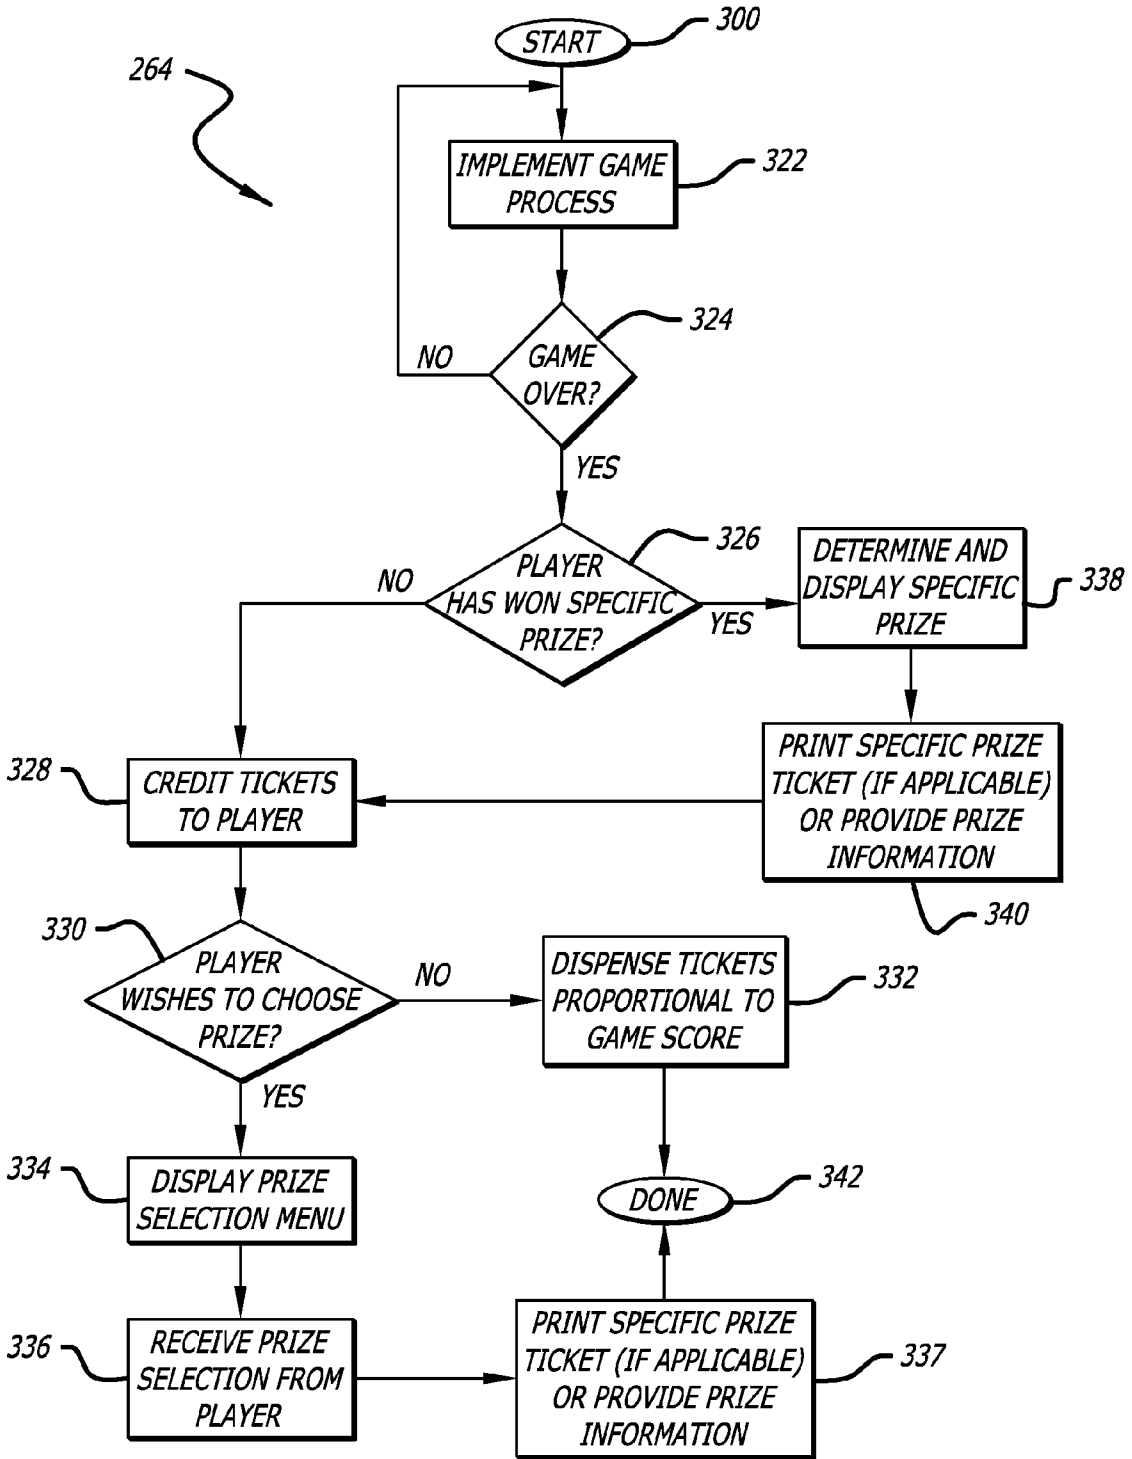 START
300
264
IMPLEMENT GAME
PROCESS
322
324
GAME
OVER?
NO
YES
326
PLAYER
HAS WON SPECIFIC
PRIZE?
NO
YES
DETERMINE AND
DISPLAY SPECIFIC
PRIZE
338
328
CREDIT TICKETS
TO PLAYER
PRINT SPECIFIC PRIZE
TICKET (IF APPLICABLE)
OR PROVIDE PRIZE
INFORMATION
340
330
PLAYER
WISHES TO CHOOSE
PRIZE?
NO
YES
DISPENSE TICKETS
PROPORTIONAL TO
GAME SCORE
332
334
DISPLAY PRIZE
SELECTION MENU
DONE
342
336
RECEIVE PRIZE
SELECTION FROM
PLAYER
PRINT SPECIFIC PRIZE
TICKET (IF APPLICABLE)
OR PROVIDE PRIZE
INFORMATION
337